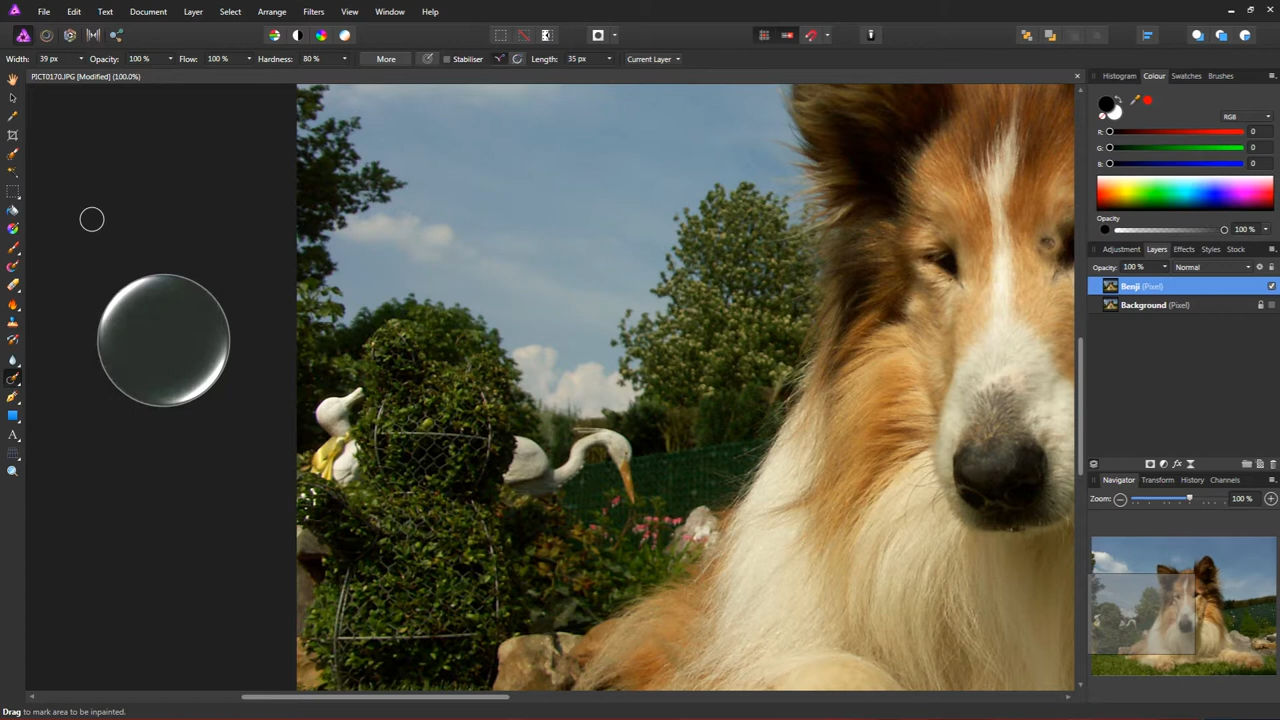 File Edit Text Document Layer Select Arrange Filters View Window Help
Width: 39 px Opacity: 100 % Flow: 100 % Hardness: 80 % More Stabiliser Length: 35 px Current Layer
PICT0170.JPG [Modified] (100.0%)
Histogram Colour Swatches Brushes
RGB
R: 0
G: 0
B: 0
Opacity
100 %
Adjustment Layers Effects Styles Stock
Opacity: 100 % Normal
Benji (Pixel)
Background (Pixel)
Navigator Transform History Channels
Zoom: 100 %
Drag to mark area to be inpainted.